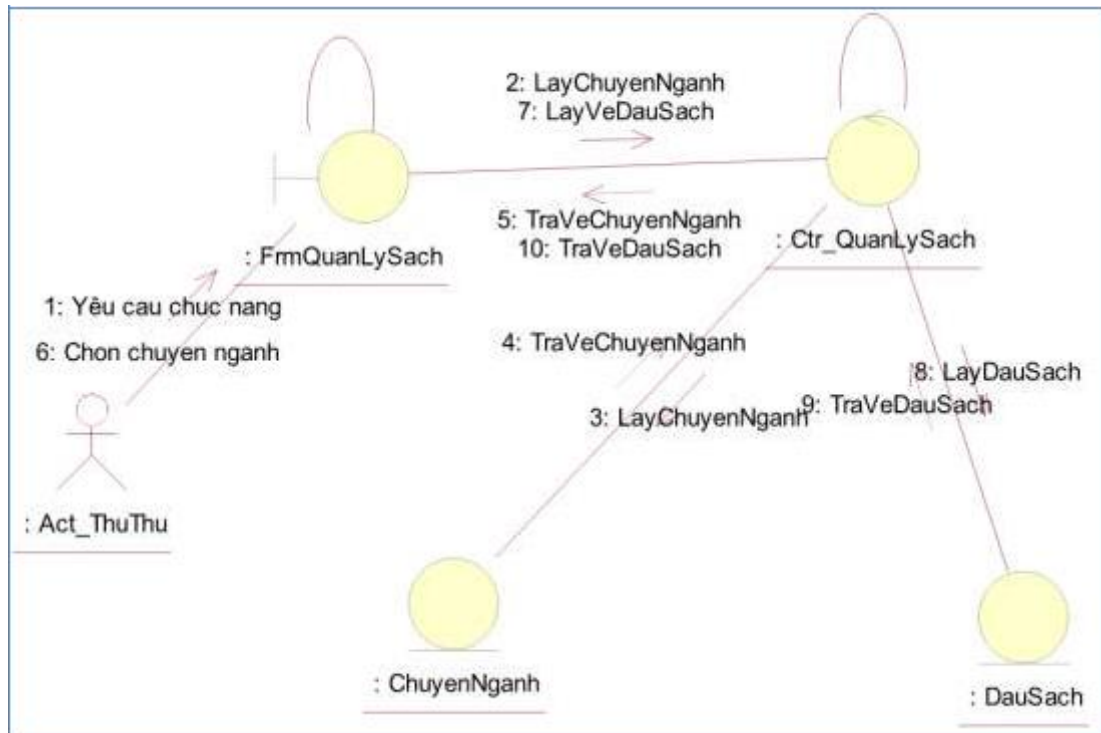 2: LayChuyenNganh
7: LayVeDauSach
5: TraVeChuyenNganh
10: TraVeDauSach
: FrmQuanLySach
: Ctr_QuanLySach
1: Yêu cau chuc nang
6: Chon chuyen nganh
4: TraVeChuyenNganh
3: LayChuyenNganh
8: LayDauSach
9: TraVeDauSach
: Act_ThuThu
: ChuyenNganh
: DauSach